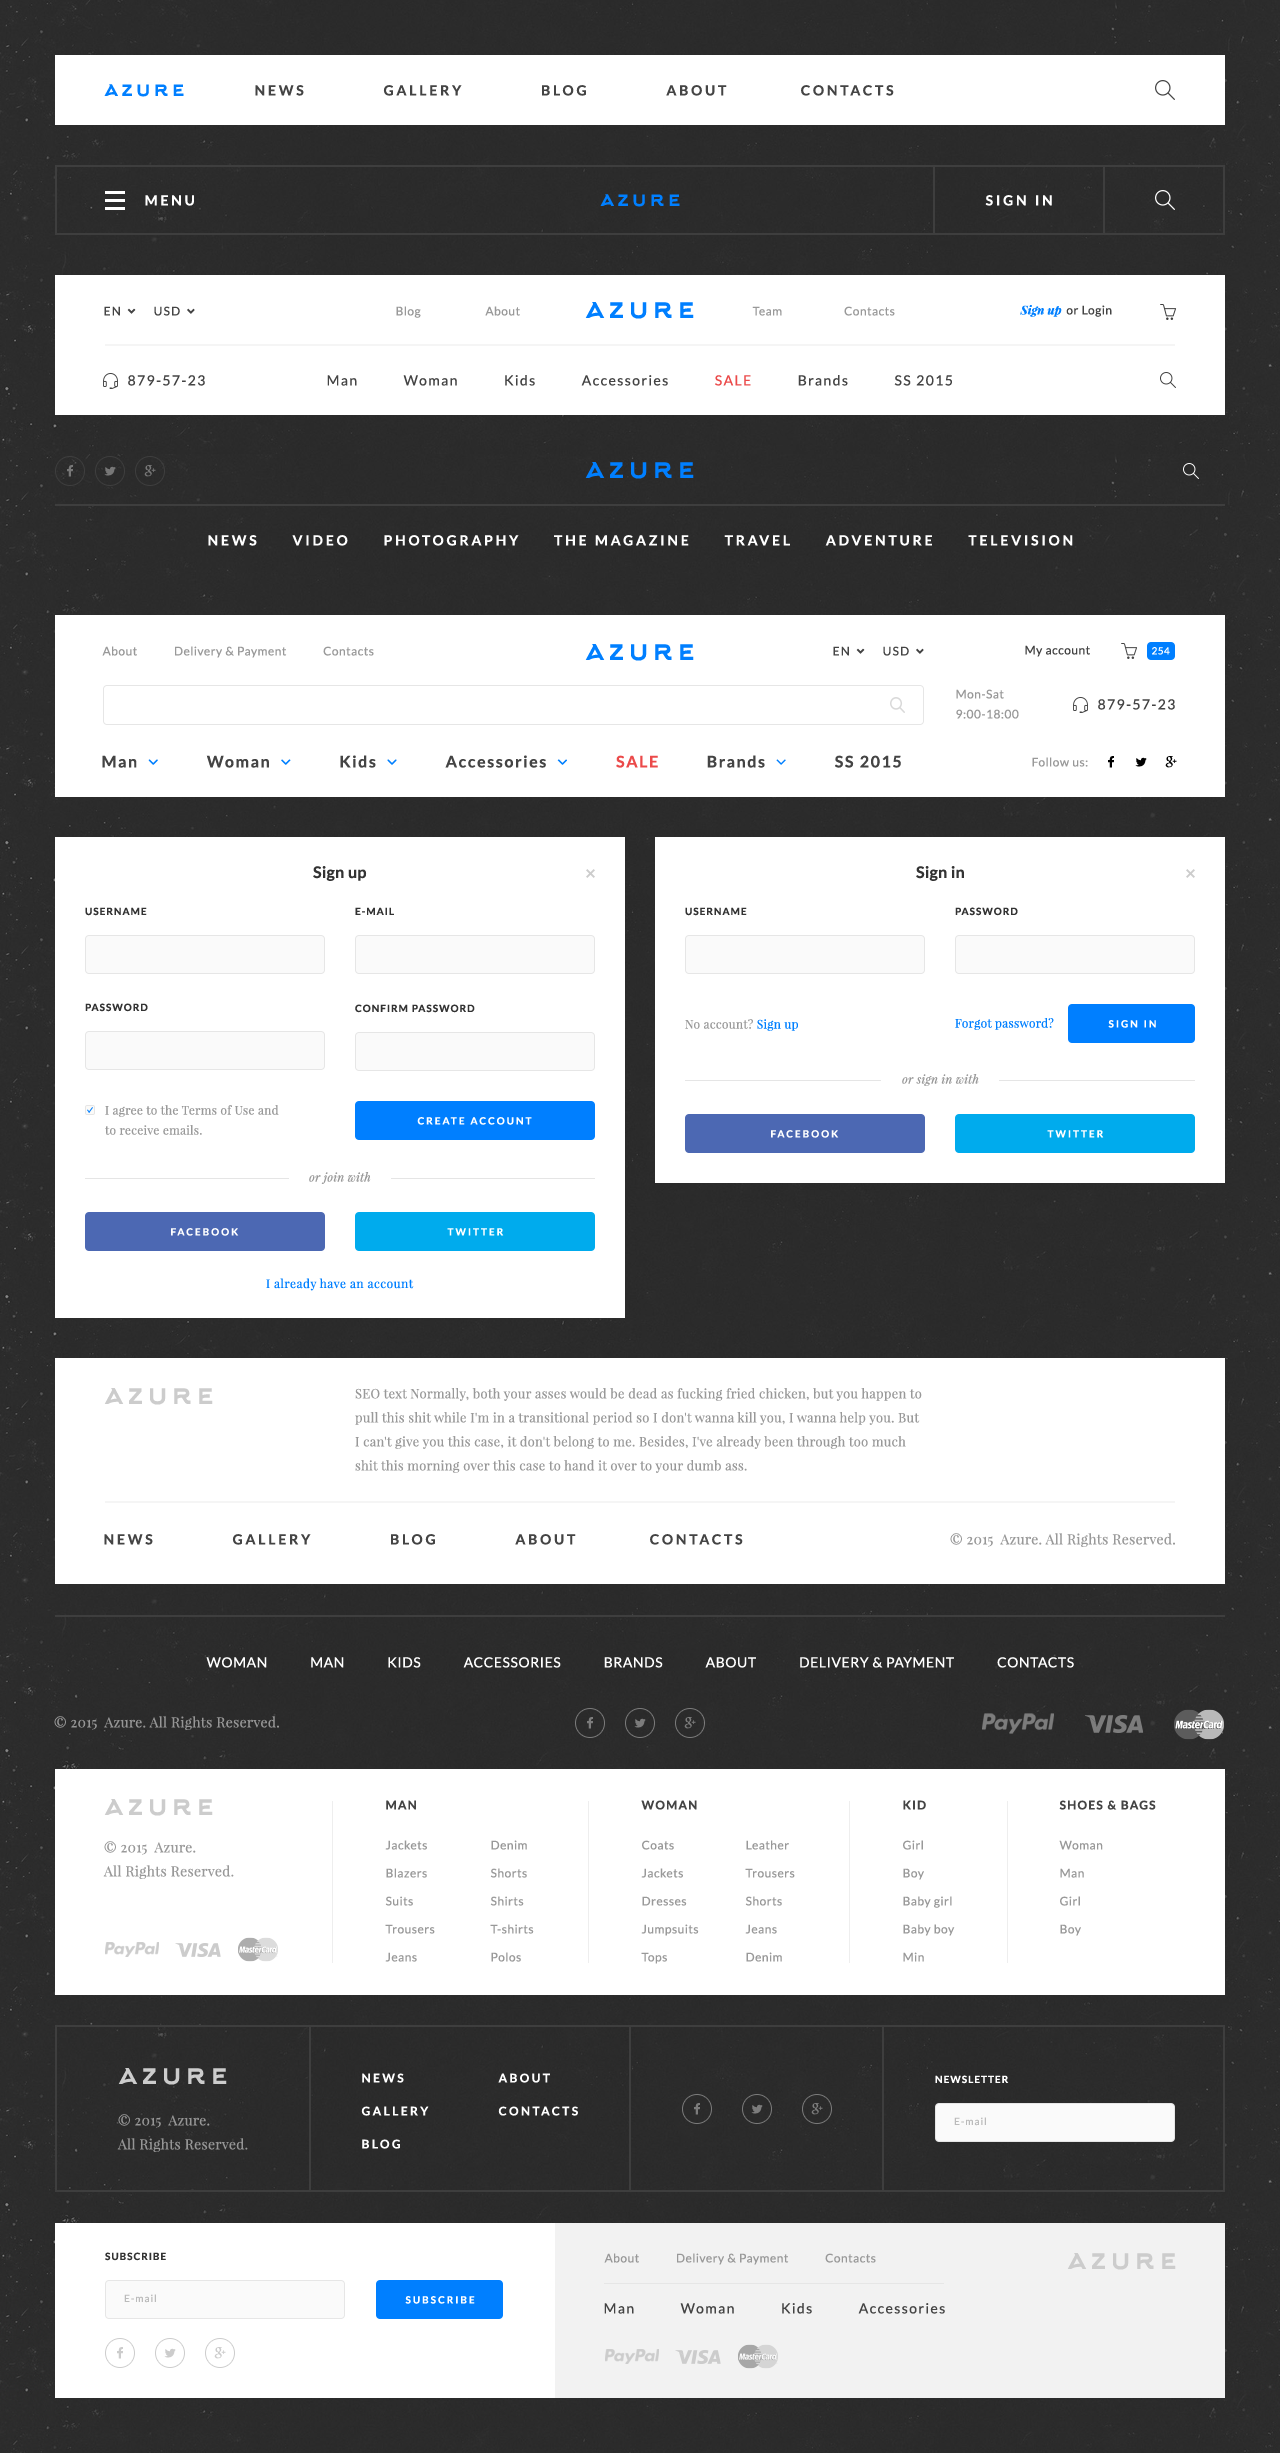 AZURE NEWS GALLERY BLOG ABOUT CONTACTS
MENU AZURE SIGN IN
EN USD Blog About AZURE Team Contacts Sign up or Login
879-57-23 Man Woman Kids Accessories SALE Brands SS 2015
AZURE
NEWS VIDEO PHOTOGRAPHY THE MAGAZINE TRAVEL ADVENTURE TELEVISION
About Delivery & Payment Contacts AZURE EN USD My account 254
Mon-Sat
9:00-18:00
879-57-23
Man Woman Kids Accessories SALE Brands SS 2015 Follow us:
Sign up
USERNAME E-MAIL
PASSWORD CONFIRM PASSWORD
I agree to the Terms of Use and
to receive emails.
CREATE ACCOUNT
or join with
FACEBOOK TWITTER
I already have an account
Sign in
USERNAME PASSWORD
No account? Sign up Forgot password? SIGN IN
or sign in with
FACEBOOK TWITTER
AZURE
SEO text Normally, both your asses would be dead as fucking fried chicken, but you happen to
pull this shit while I'm in a transitional period so I don't wanna kill you, I wanna help you. But
I can't give you this case, it don't belong to me. Besides, I've already been through too much
shit this morning over this case to hand it over to your dumb ass.
NEWS GALLERY BLOG ABOUT CONTACTS © 2015 Azure. All Rights Reserved.
WOMAN MAN KIDS ACCESSORIES BRANDS ABOUT DELIVERY & PAYMENT CONTACTS
© 2015 Azure. All Rights Reserved. PayPal VISA MasterCard
AZURE
© 2015 Azure.
All Rights Reserved.
PayPal VISA MasterCard
MAN
Jackets Denim
Blazers Shorts
Suits Shirts
Trousers T-shirts
Jeans Polos
WOMAN
Coats Leather
Jackets Trousers
Dresses Shorts
Jumpsuits Jeans
Tops Denim
KID
Girl
Boy
Baby girl
Baby boy
Min
SHOES & BAGS
Woman
Man
Girl
Boy
AZURE
© 2015 Azure.
All Rights Reserved.
NEWS ABOUT
GALLERY CONTACTS
BLOG
NEWSLETTER
E-mail
SUBSCRIBE
E-mail SUBSCRIBE
About Delivery & Payment Contacts AZURE
Man Woman Kids Accessories
PayPal VISA MasterCard